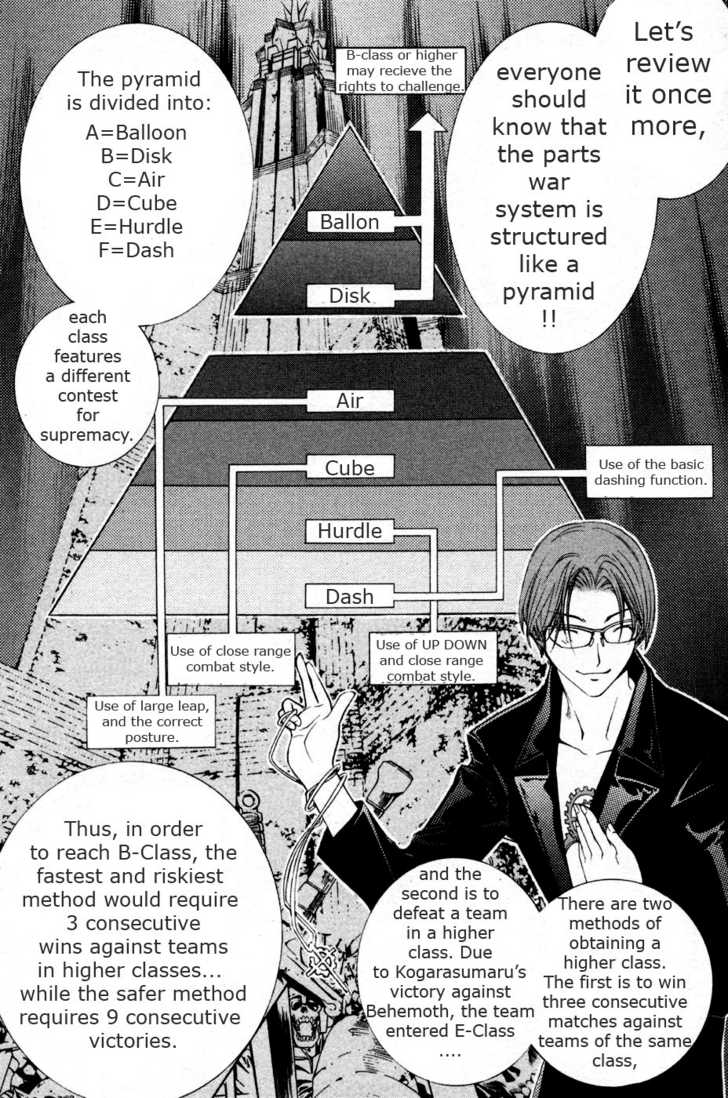 Let's
review
it once
more,
everyone
should
know that
the parts
war
system is
structured
like a
pyramid
!!
B-class or higher
may recieve the
rights to challenge.
The pyramid
is divided into:
A=Balloon
B=Disk
C=Air
D=Cube
E=Hurdle
F=Dash
each
class
features
a different
contest
for
supremacy.
Ballon
Disk
Air
Cube
Hurdle
Dash
Use of the basic
dashing function.
Use of UP DOWN
and close range
combat style.
Use of close range
combat style.
Use of large leap,
and the correct
posture.
There are two
methods of
obtaining a
higher class.
The first is to win
three consecutive
matches against
teams of the same
class,
and the
second is to
defeat a team
in a higher
class. Due
to Kogarasumaru's
victory against
Behemoth, the team
entered E-Class
....
Thus, in order
to reach B-Class, the
fastest and riskiest
method would require
3 consecutive
wins against teams
in higher classes...
while the safer method
requires 9 consecutive
victories.